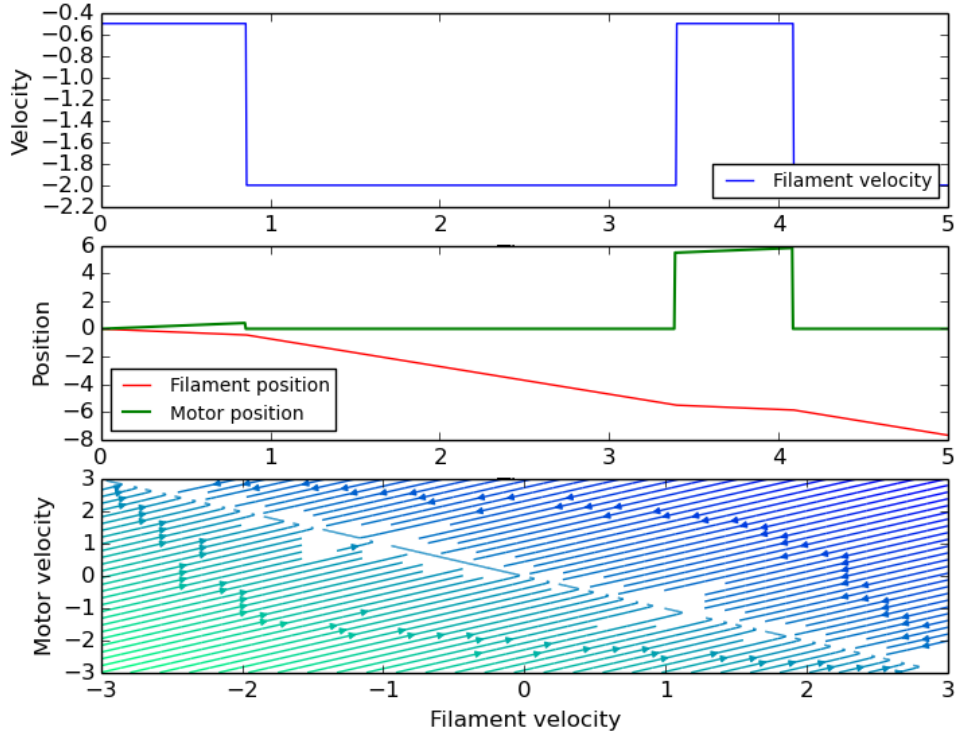 −0.4
−0.6
−0.8
−1.0
−1.2
−1.4
−1.6
−1.8
−2.0
−2.2
Velocity
Filament velocity
0 1 2 3 4 5
6
4
2
0
−2
−4
−6
−8
Position
Filament position
Motor position
0 1 2 3 4 5
3
2
1
0
−1
−2
−3
Motor velocity
−3 −2 −1 0 1 2 3
Filament velocity